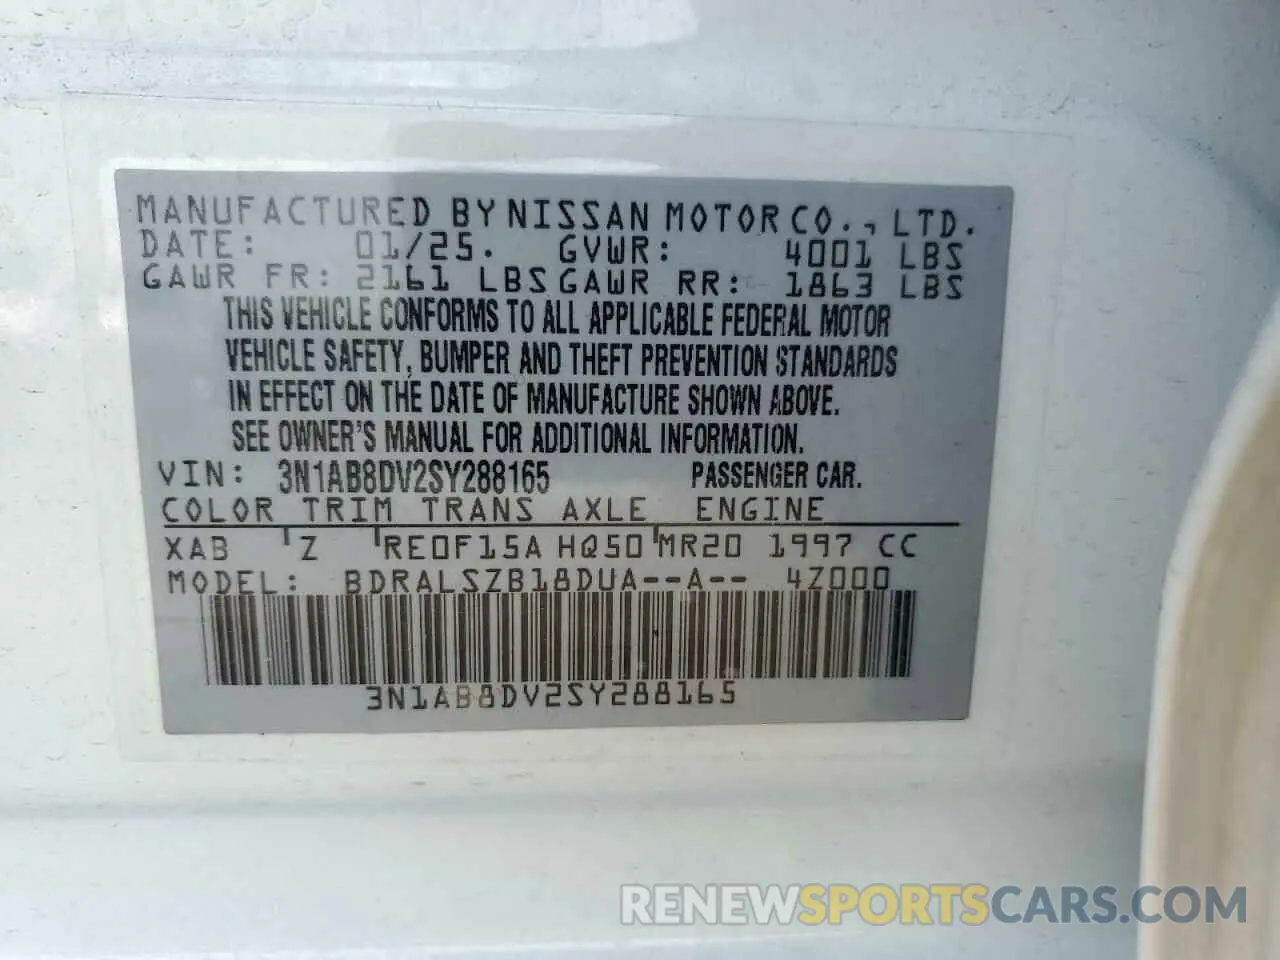 MANUFACTURED BY NISSAN MOTOR CO., LTD.
DATE: 01/25. GVWR: 4001 LBS
GAWR FR: 2161 LBS GAWR RR: 1863 LBS
THIS VEHICLE CONFORMS TO ALL APPLICABLE FEDERAL MOTOR
VEHICLE SAFETY, BUMPER AND THEFT PREVENTION STANDARDS
IN EFFECT ON THE DATE OF MANUFACTURE SHOWN ABOVE.
SEE OWNER'S MANUAL FOR ADDITIONAL INFORMATION.
VIN: 3N1AB8DV2SY288165 PASSENGER CAR.
COLOR TRIM TRANS AXLE ENGINE
XAB Z RE0F15A HQ50 MR20 1997 CC
MODEL: BDRALSZB18DUA--A-- 4Z000
3N1AB8DV2SY288165
RENEWSPORTSCARS.COM